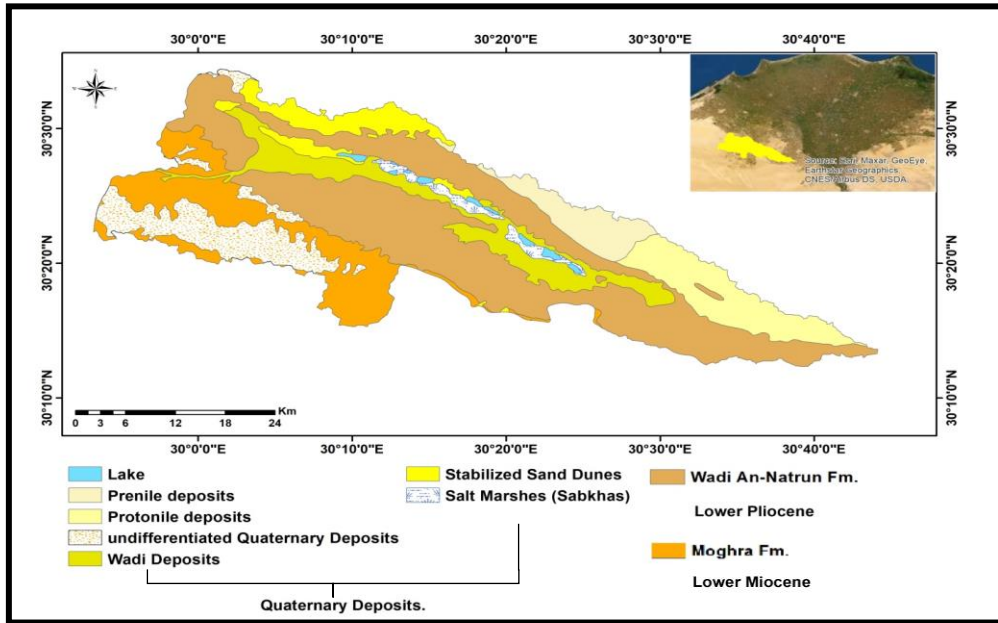 30°0'0"E 30°10'0"E 30°20'0"E 30°30'0"E 30°40'0"E
30°30'0"N 30°30'0"N
30°20'0"N 30°20'0"N
30°10'0"N 30°10'0"N
Source: Esri, Maxar, GeoEye,
Earthstar Geographics,
CNES/Airbus DS, USDA,
Km
0 3 6 12 18 24
30°0'0"E 30°10'0"E 30°20'0"E 30°30'0"E 30°40'0"E
Lake
Prenile deposits
Protonile deposits
undifferentiated Quaternary Deposits
Wadi Deposits
Stabilized Sand Dunes
Salt Marshes (Sabkhas)
Quaternary Deposits.
Wadi An-Natrun Fm.
Lower Pliocene
Moghra Fm.
Lower Miocene